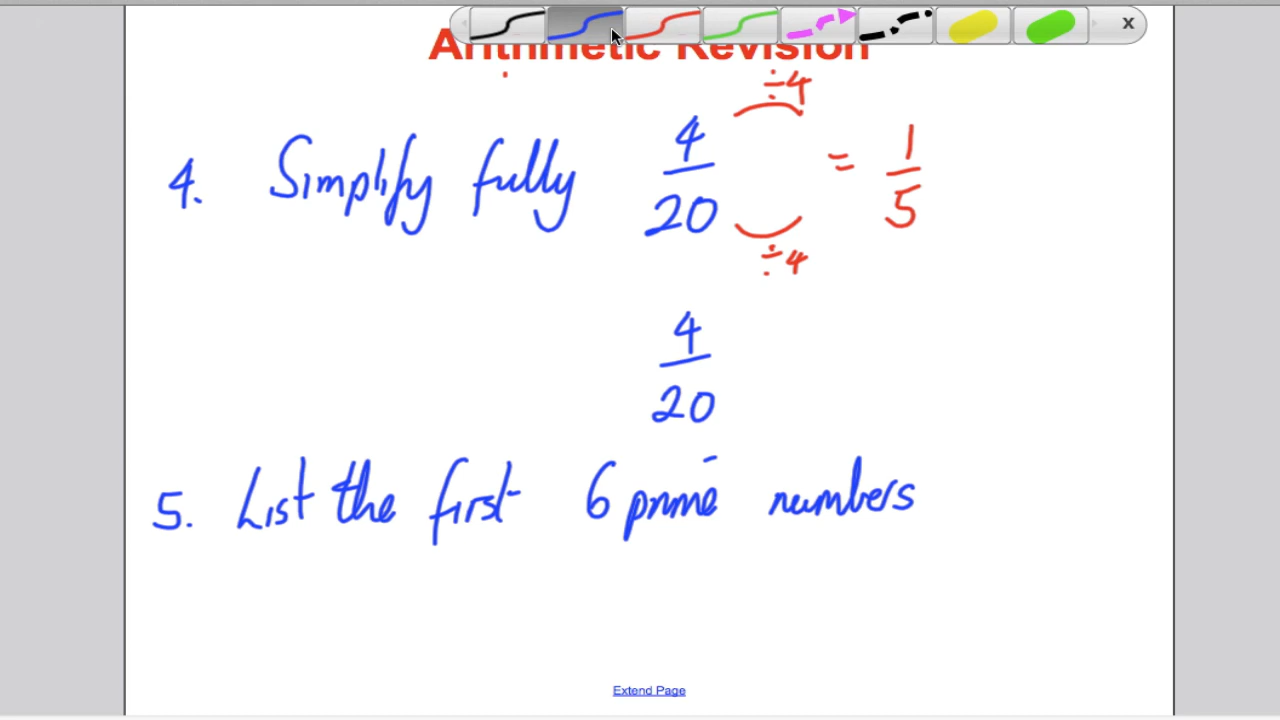 Arithmetic Revision
4. Simplify fully 4/20 ÷4 ÷4 = 1/5
4/20
5. List the first 6 prime numbers
Extend Page
x